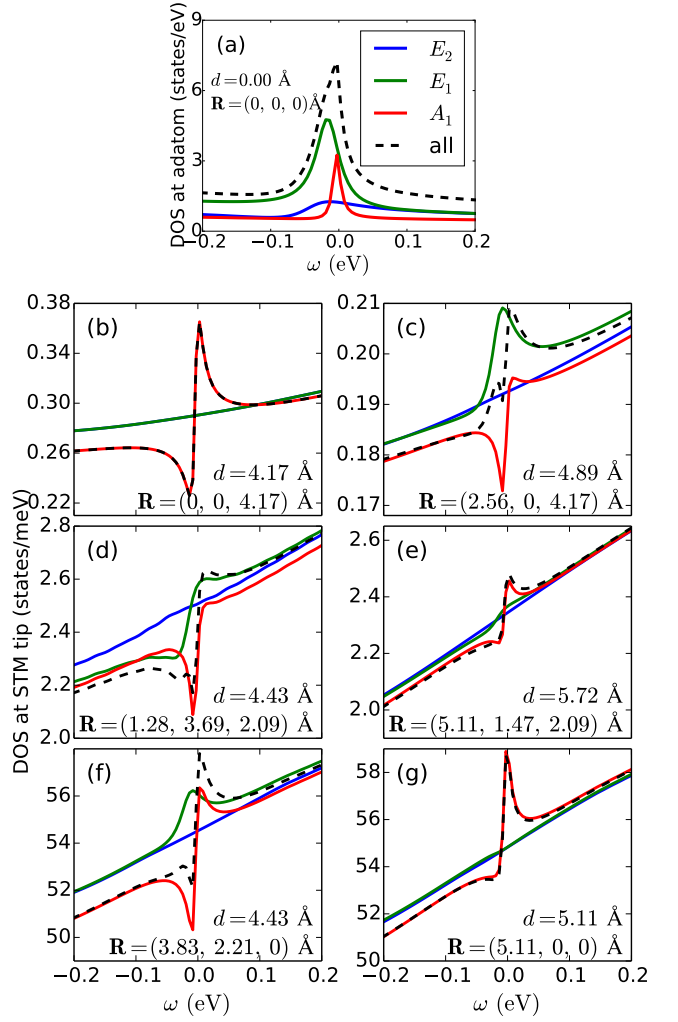 DOS at adatom (states/eV)
9
6
3
0
(a)
d=0.00 Å
R=(0, 0, 0)Å
E₂
E₁
A₁
all
−0.2 −0.1 0.0 0.1 0.2
ω (eV)
DOS at STM tip (states/meV)
0.38
0.34
0.30
0.26
0.22
(b)
d=4.17 Å
R=(0, 0, 4.17) Å
0.21
0.20
0.19
0.18
0.17
(c)
d=4.89 Å
R=(2.56, 0, 4.17) Å
2.8
2.6
2.4
2.2
2.0
(d)
d=4.43 Å
R=(1.28, 3.69, 2.09) Å
2.6
2.4
2.2
2.0
(e)
d=5.72 Å
R=(5.11, 1.47, 2.09) Å
56
54
52
50
(f)
d=4.43 Å
R=(3.83, 2.21, 0) Å
−0.2 −0.1 0.0 0.1 0.2
ω (eV)
58
56
54
52
50
(g)
d=5.11 Å
R=(5.11, 0, 0) Å
−0.2 −0.1 0.0 0.1 0.2
ω (eV)